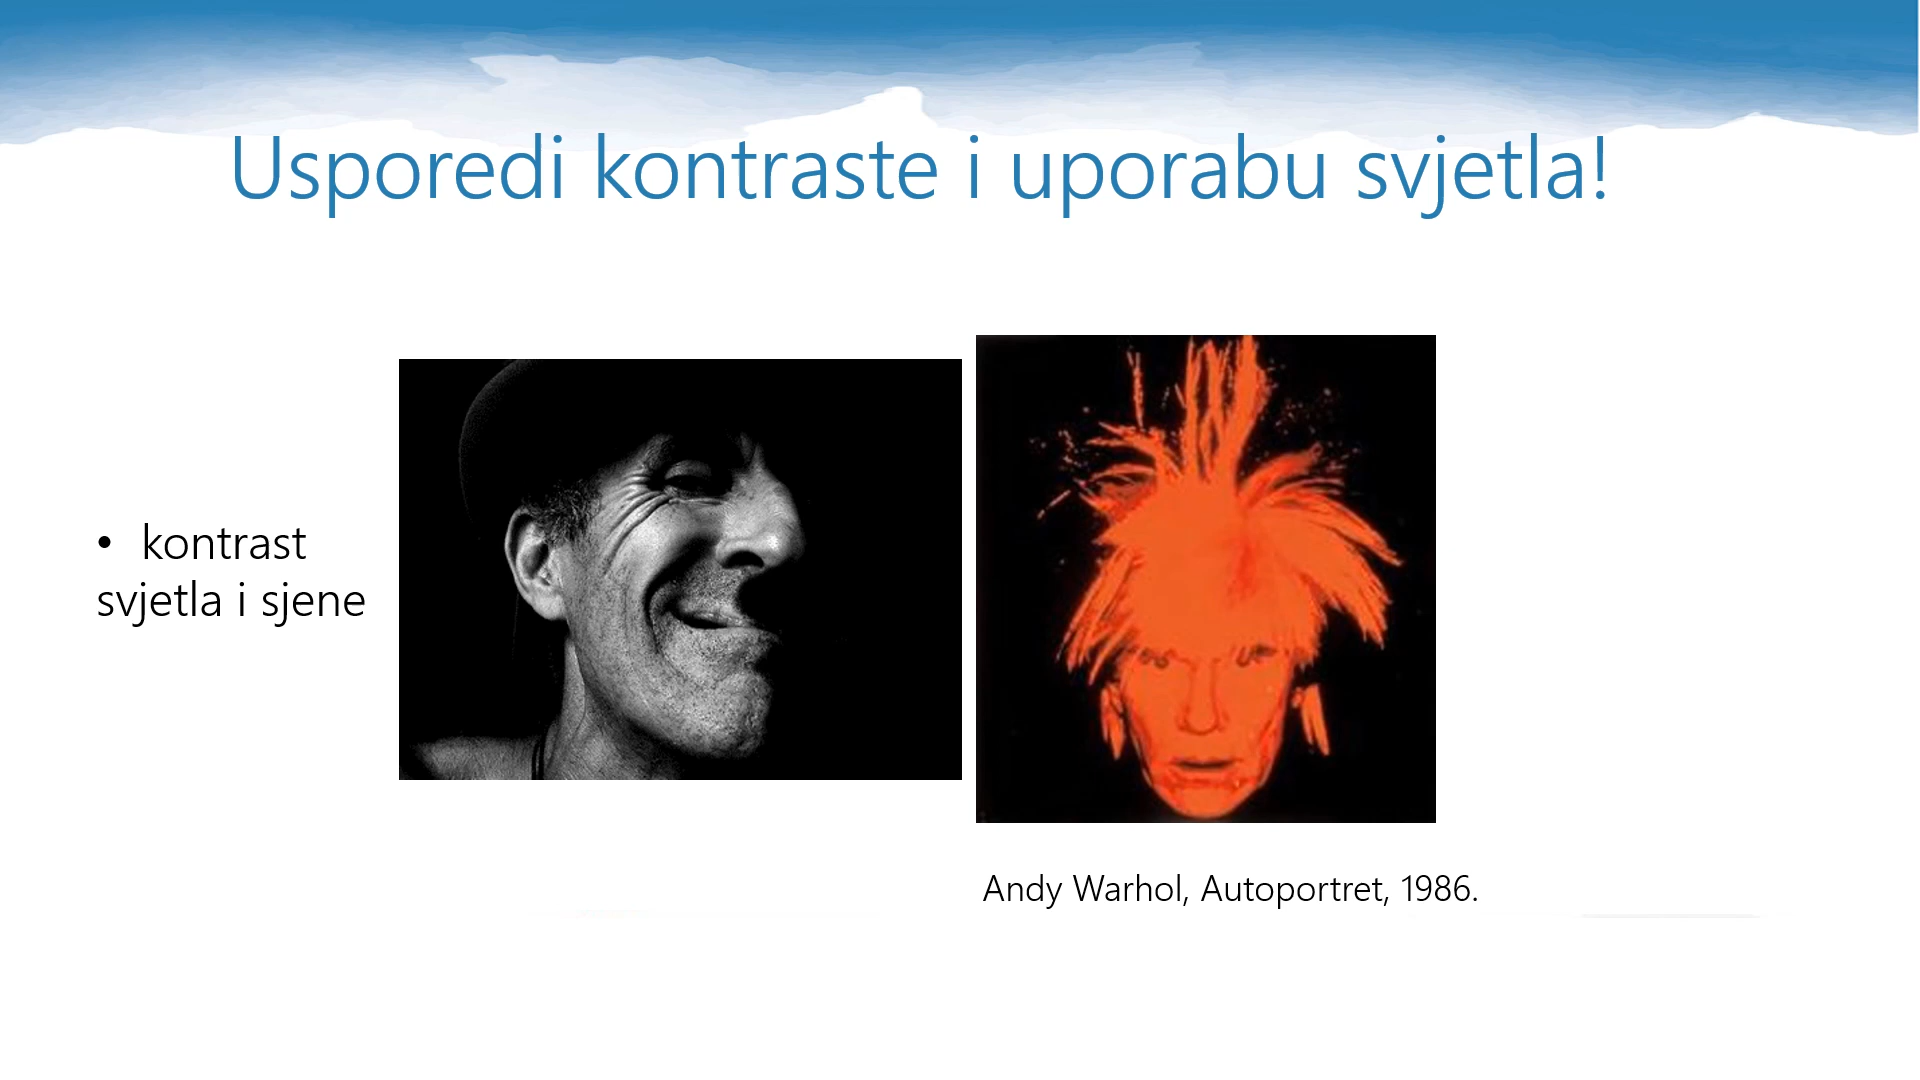 Usporedi kontraste i uporabu svjetla!
• kontrast
svjetla i sjene
Andy Warhol, Autoportret, 1986.